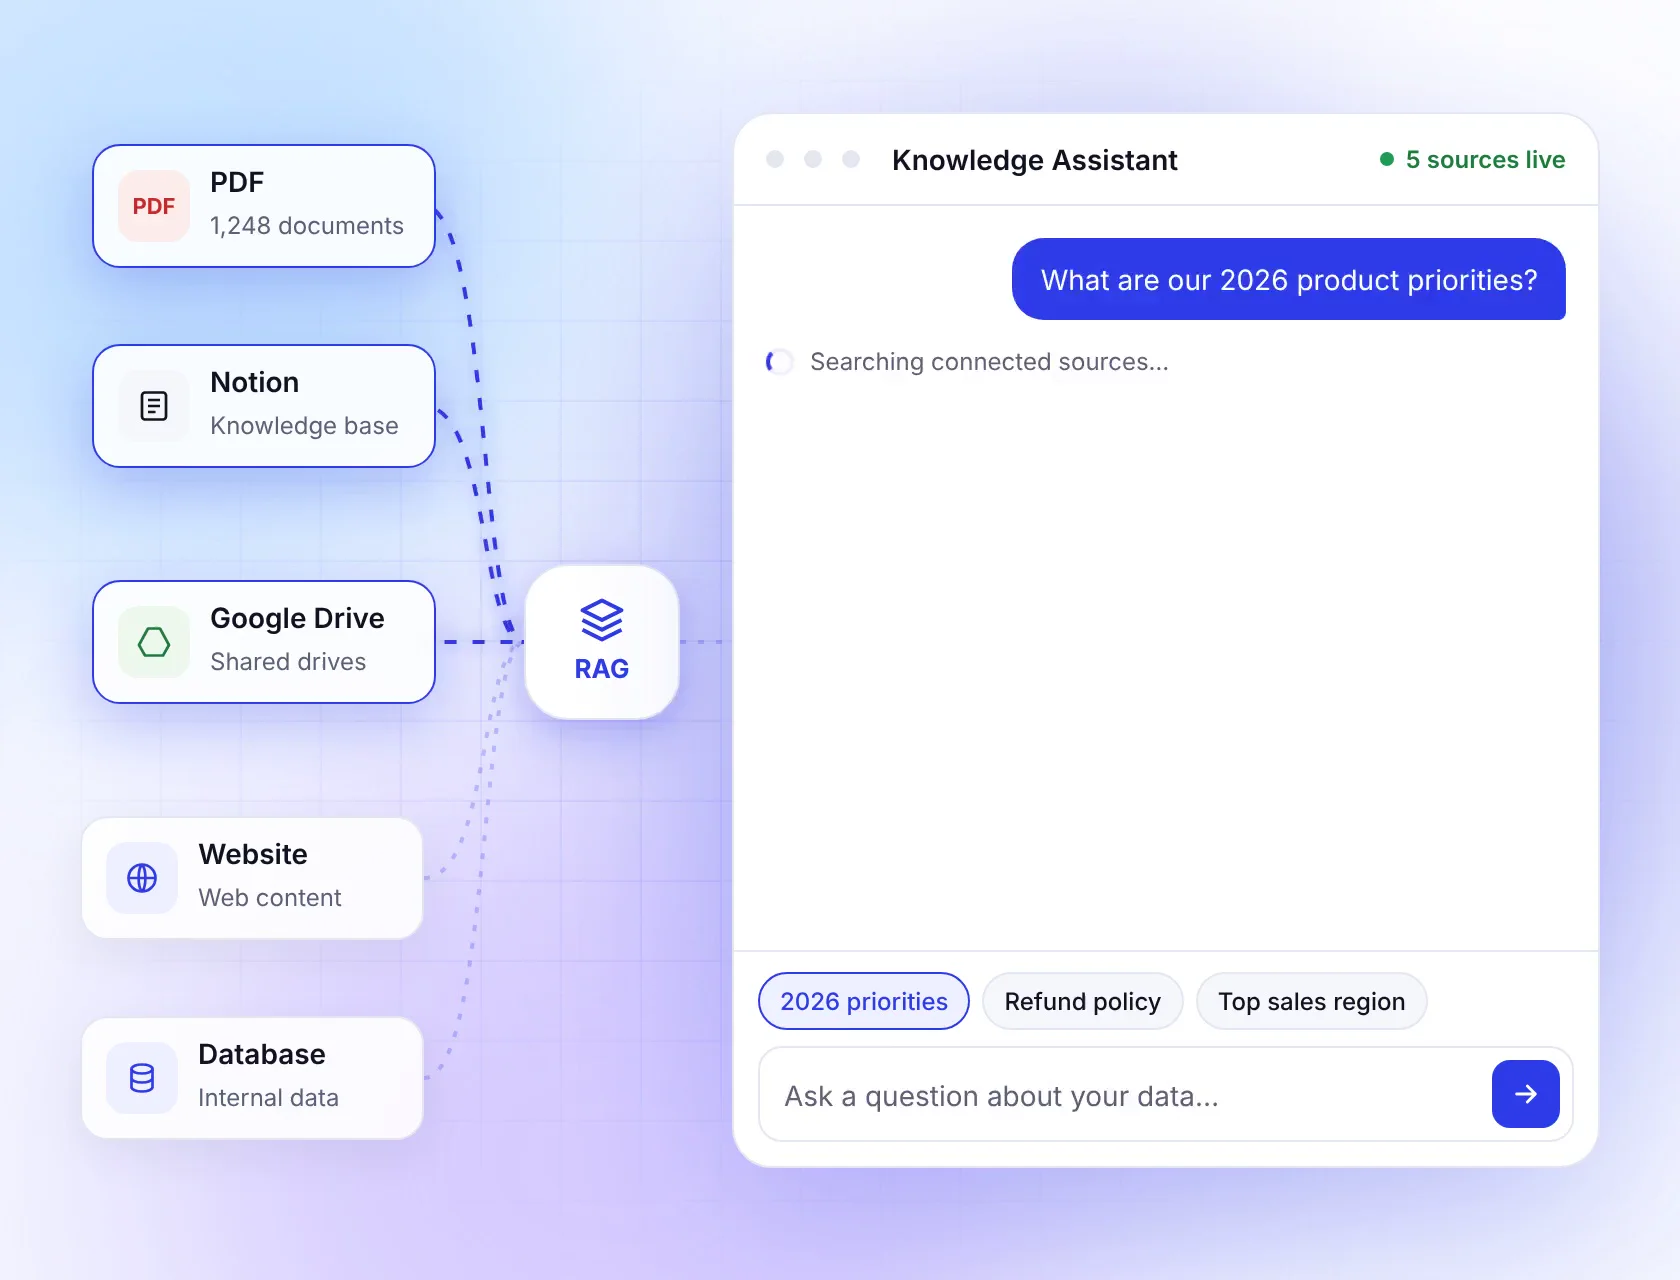 PDF
PDF
1,248 documents
Notion
Knowledge base
Google Drive
Shared drives
Website
Web content
Database
Internal data
RAG
Knowledge Assistant
5 sources live
What are our 2026 product priorities?
Searching connected sources...
2026 priorities
Refund policy
Top sales region
Ask a question about your data...